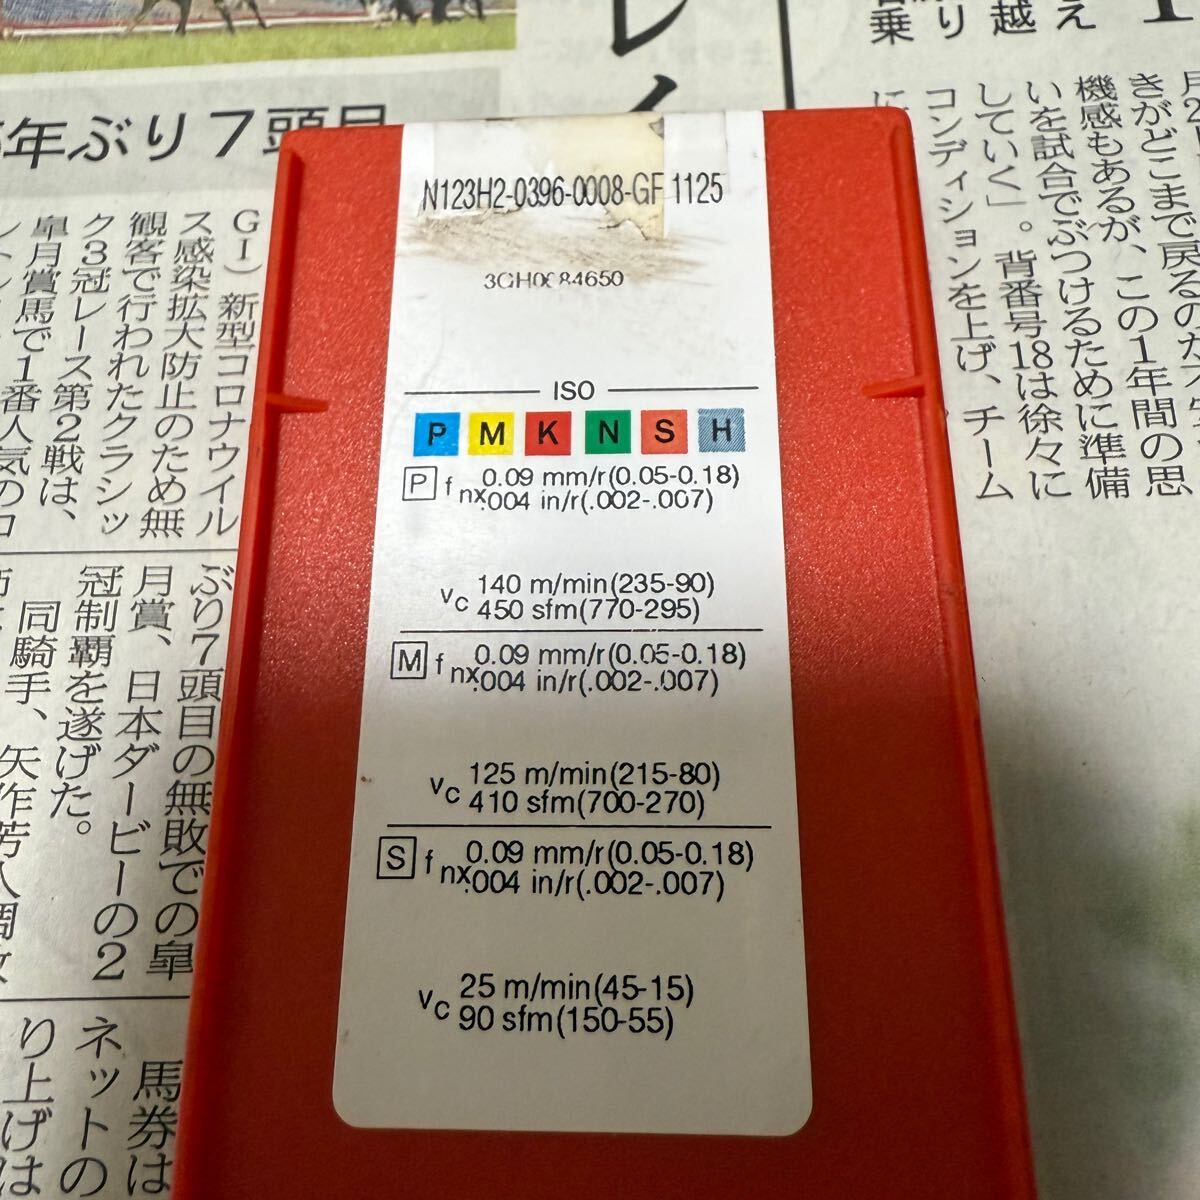 N123H2-0396-0008-GF 1125
ISO
P M K N S H
P fnx 0.09 mm/r(0.05-0.18)
.004 in/r(.002-.007)
vc 140 m/min(235-90)
450 sfm(770-295)
M fnx 0.09 mm/r(0.05-0.18)
.004 in/r(.002-.007)
vc 125 m/min(215-80)
410 sfm(700-270)
S fnx 0.09 mm/r(0.05-0.18)
.004 in/r(.002-.007)
vc 25 m/min(45-15)
90 sfm(150-55)
年ぶり7頭目
GⅠ)新型コロナウイル
ス感染拡大防止のため無
観客で行われたクラシッ
ク3冠レース第2戦は、
皐月賞馬で1番人気のコ
ぶり7頭目の無敗での皐
月賞、日本ダービーの2
冠制覇を遂げた。
同騎手、矢作芳人調教
馬券は
ネットの
り上げは
きがどこまで戻るのか
機感もあるが、この1年間の思
いを試合でぶつけるために準備
していく」。背番号18は徐々に
コンディションを上げ、チーム
に